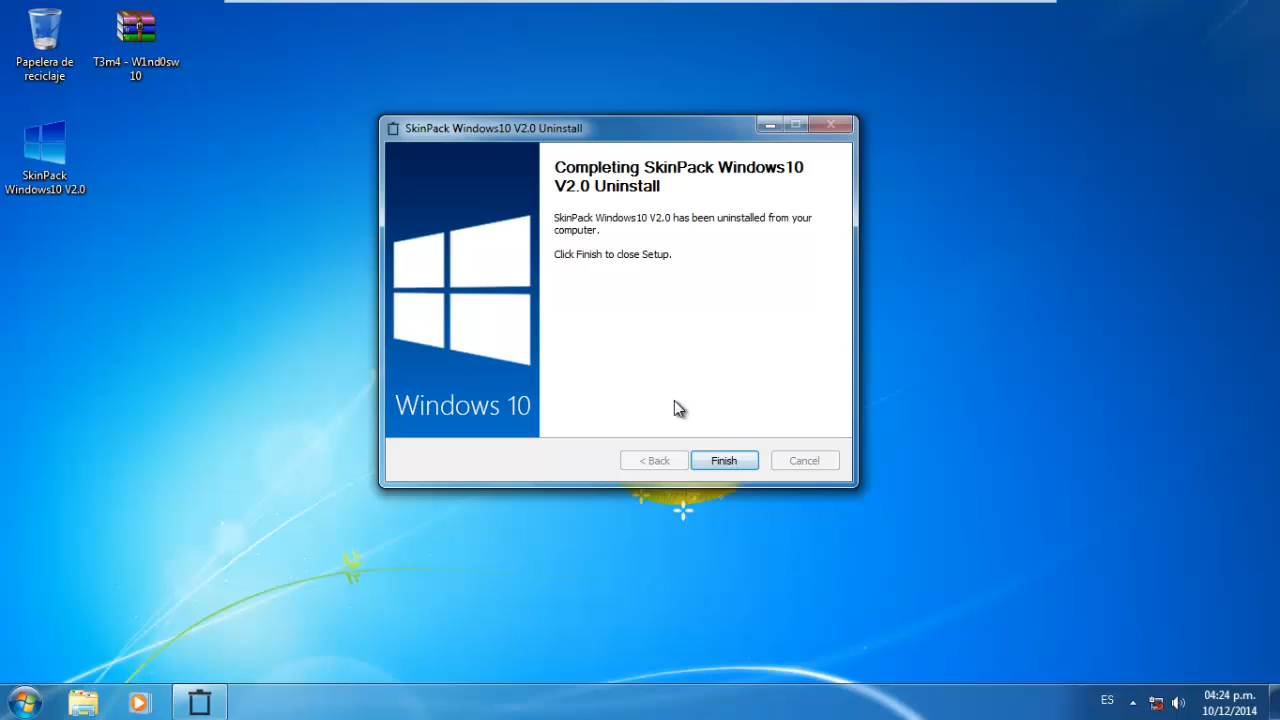 Papelera de
reciclaje
T3m4 - W1nd0sw
10
SkinPack
Windows10 V2.0
SkinPack Windows10 V2.0 Uninstall
Completing SkinPack Windows10
V2.0 Uninstall
SkinPack Windows10 V2.0 has been uninstalled from your
computer.
Click Finish to close Setup.
Windows 10
< Back
Finish
Cancel
ES
04:24 p.m.
10/12/2014